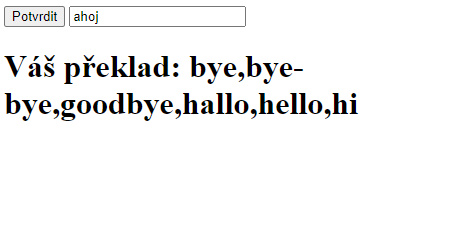 Potvrdit ahoj
Váš překlad: bye,bye-
bye,goodbye,hallo,hello,hi